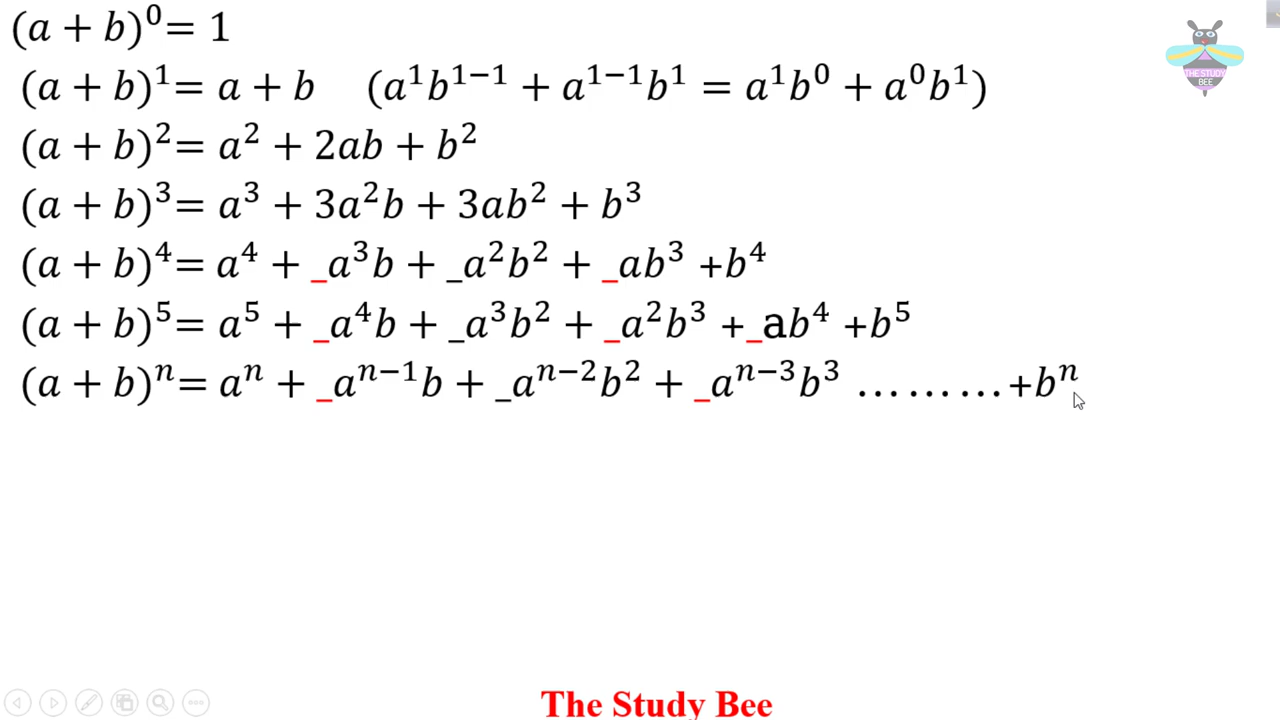 (a + b)⁰= 1
THE STUDY
BEE
(a + b)¹= a + b (a¹b¹⁻¹ + a¹⁻¹b¹ = a¹b⁰ + a⁰b¹)
(a + b)²= a² + 2ab + b²
(a + b)³= a³ + 3a²b + 3ab² + b³
(a + b)⁴= a⁴ + _a³b + _a²b² + _ab³ +b⁴
(a + b)⁵= a⁵ + _a⁴b + _a³b² + _a²b³ +_ab⁴ +b⁵
(a + b)ⁿ= aⁿ + _aⁿ⁻¹b + _aⁿ⁻²b² + _aⁿ⁻³b³ ………+bⁿ
The Study Bee